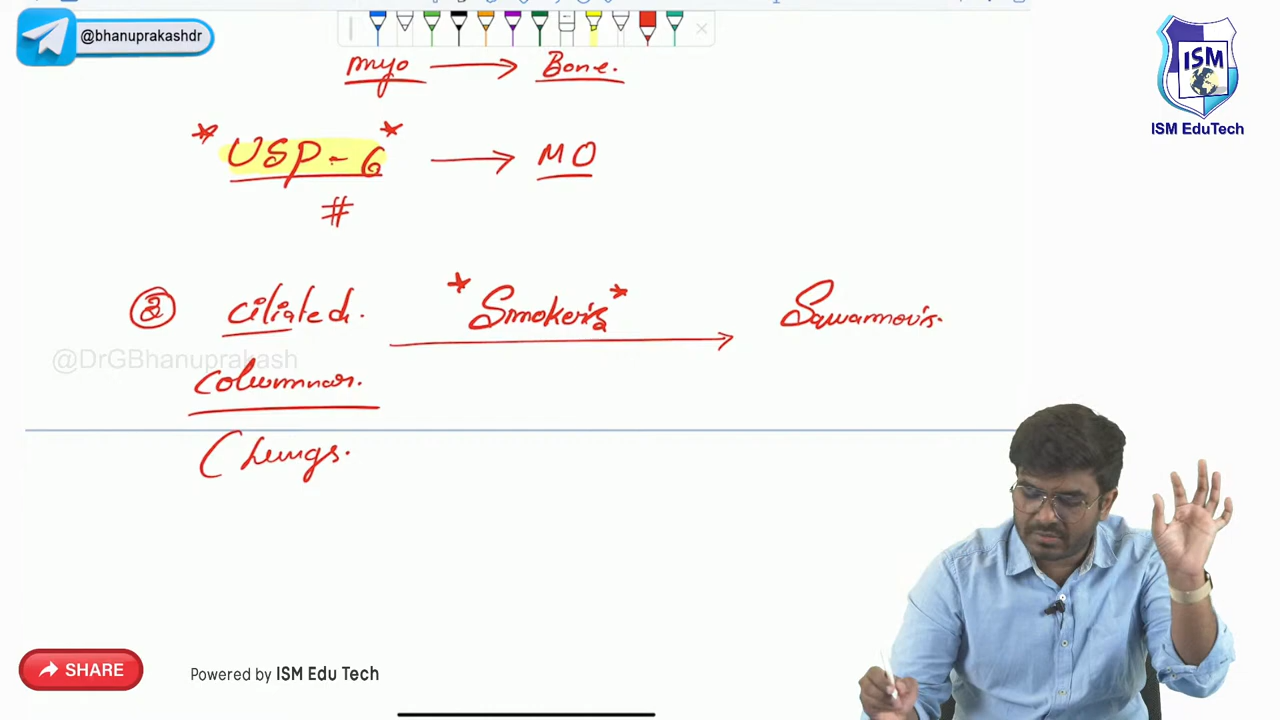 @bhanuprakashdr
ISM
ISM EduTech
myo → Bone.
* USP-6 * → MO
#
② ciliated. * Smokers * → Squamous.
@DrGBhanuprakash
Columnar.
(Lungs.
SHARE
Powered by ISM Edu Tech